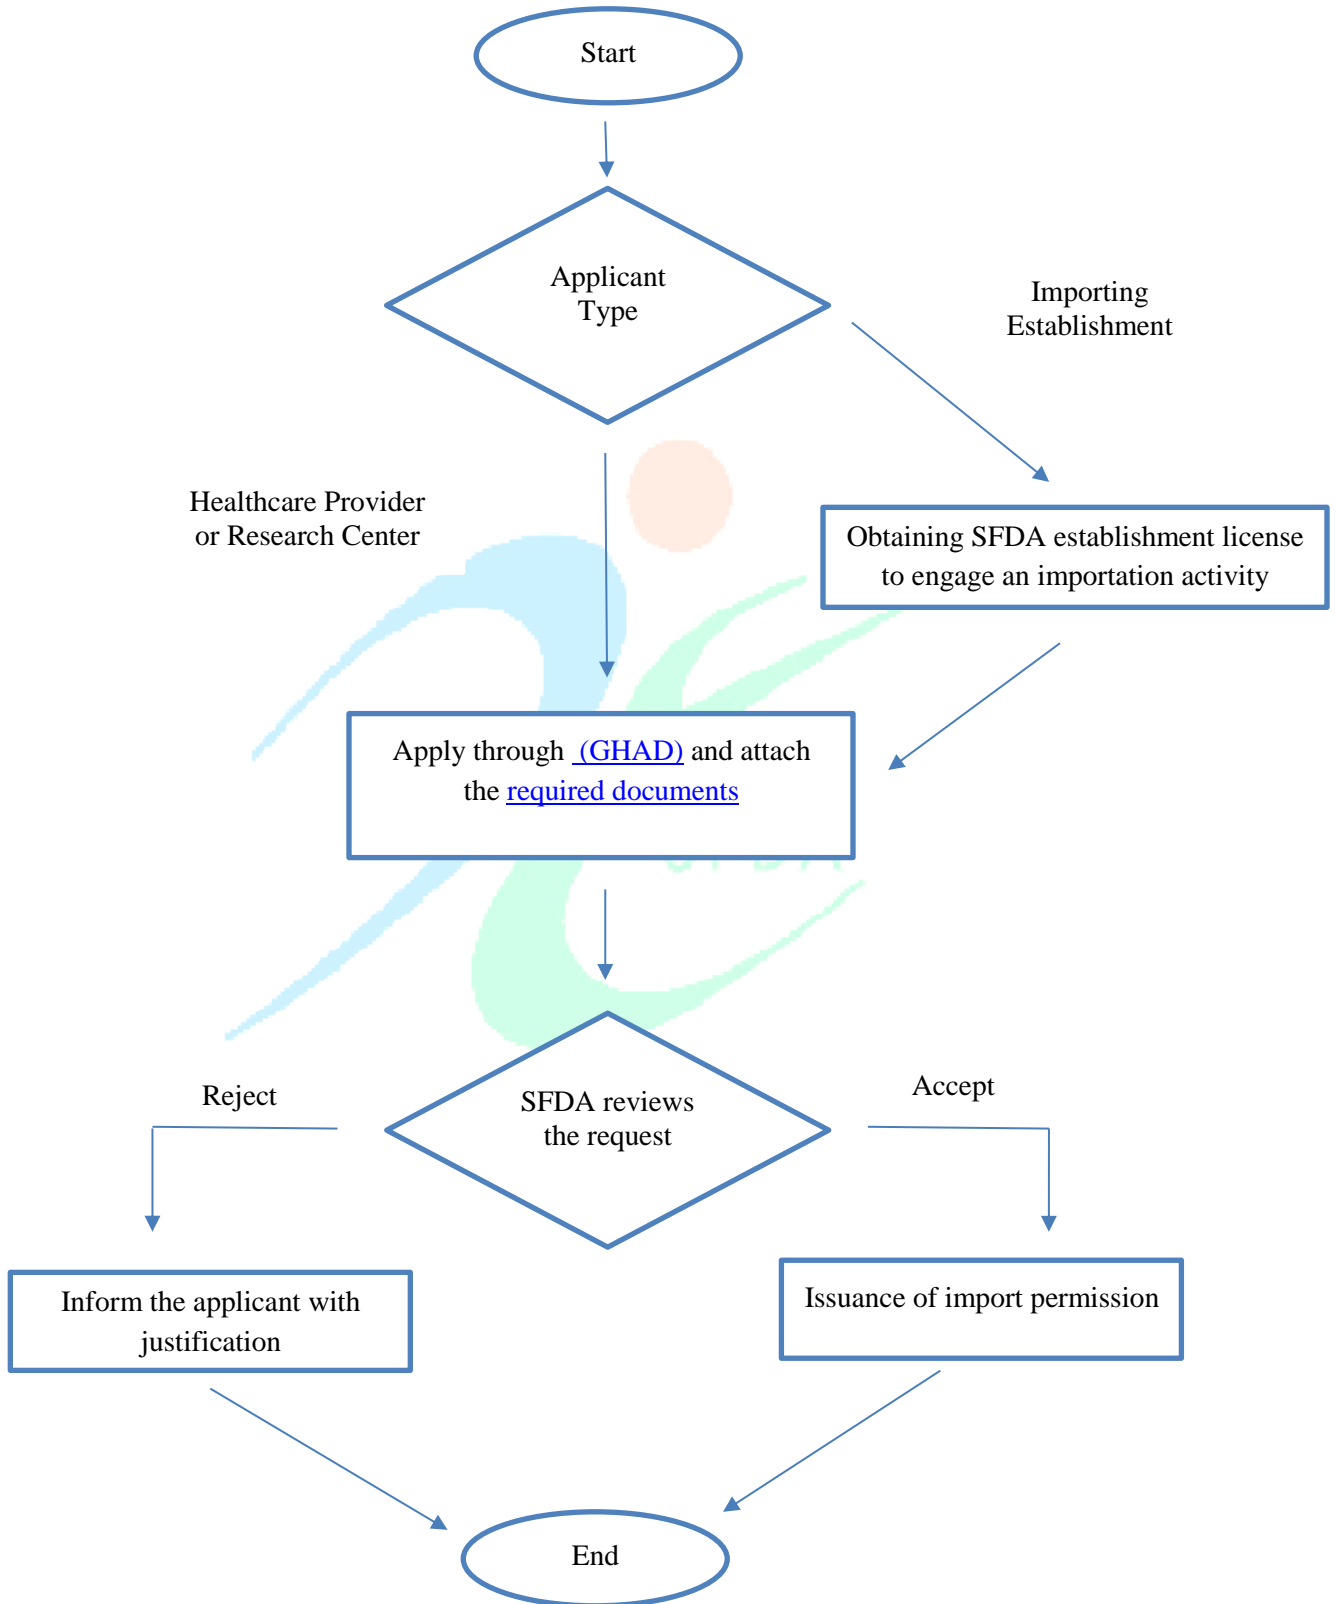 Start
Applicant
Type
Importing
Establishment
Healthcare Provider
or Research Center
Obtaining SFDA establishment license
to engage an importation activity
Apply through (GHAD) and attach
the required documents
SFDA reviews
the request
Reject
Accept
Inform the applicant with
justification
Issuance of import permission
End